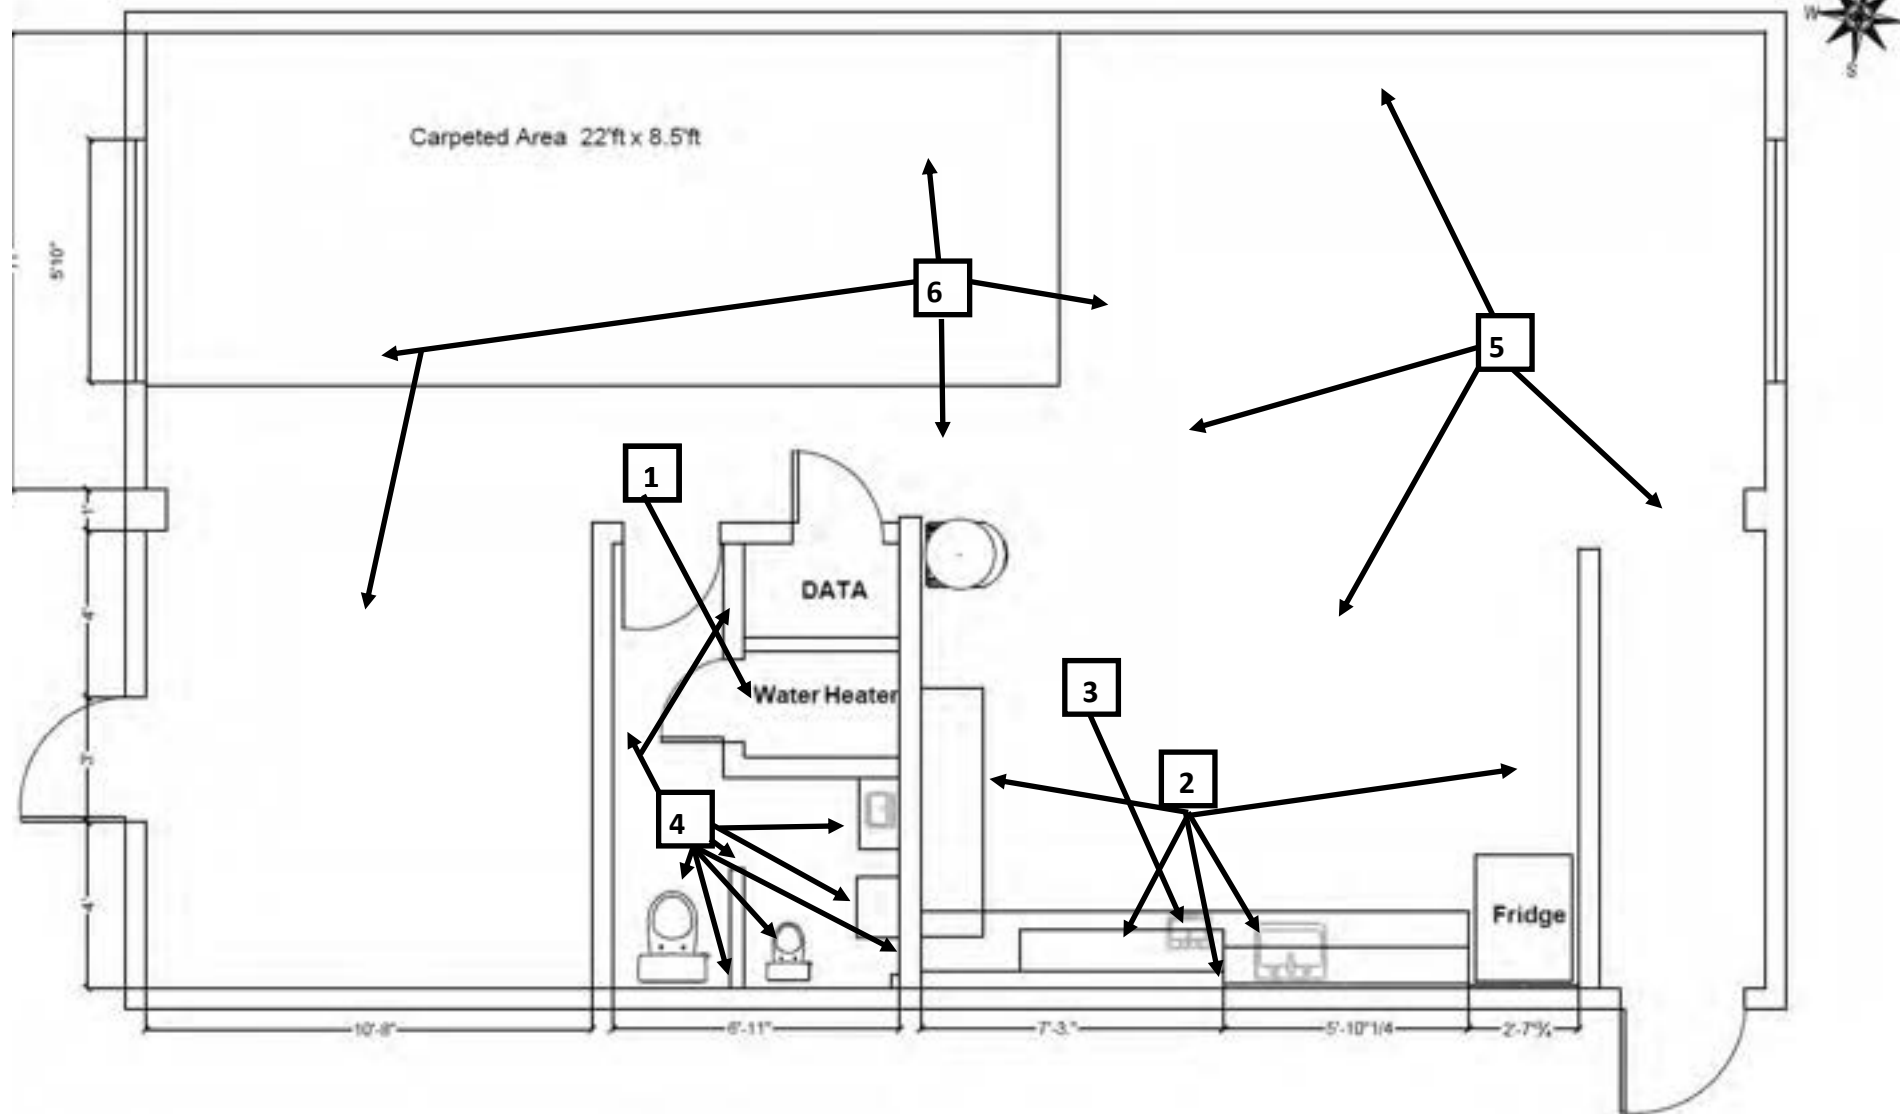 W
S
Carpeted Area 22'ft x 8.5'ft
5'10"
6
5
1
1"
DATA
4'
Water Heater
3
3'
2
4
4'
Fridge
10'-8"
6'-11"
7'-3."
5'-10"1/4
2'-7"¾